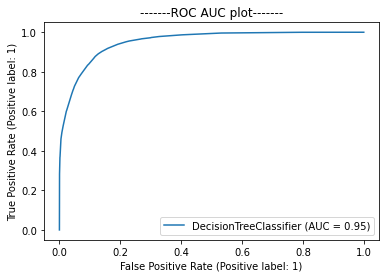 -------ROC AUC plot-------
True Positive Rate (Positive label: 1)
1.0
0.8
0.6
0.4
0.2
0.0
DecisionTreeClassifier (AUC = 0.95)
0.0 0.2 0.4 0.6 0.8 1.0
False Positive Rate (Positive label: 1)